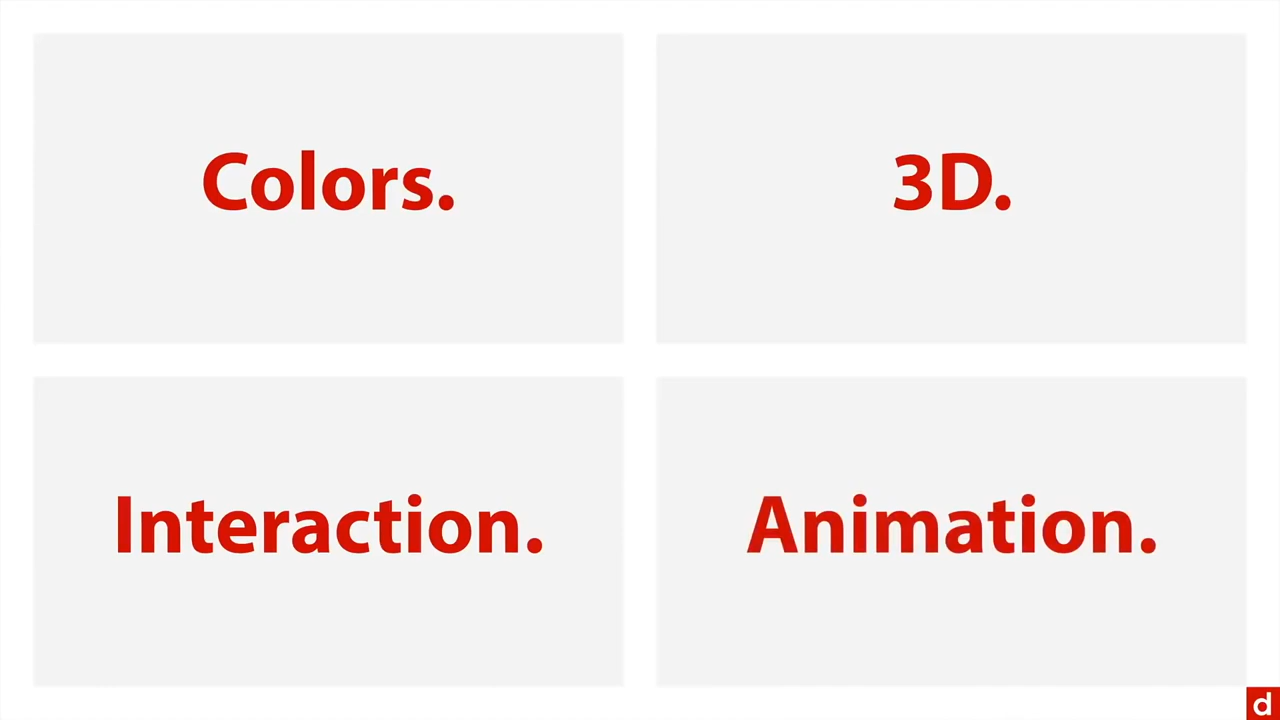 Colors.
3D.
Interaction.
Animation.
d